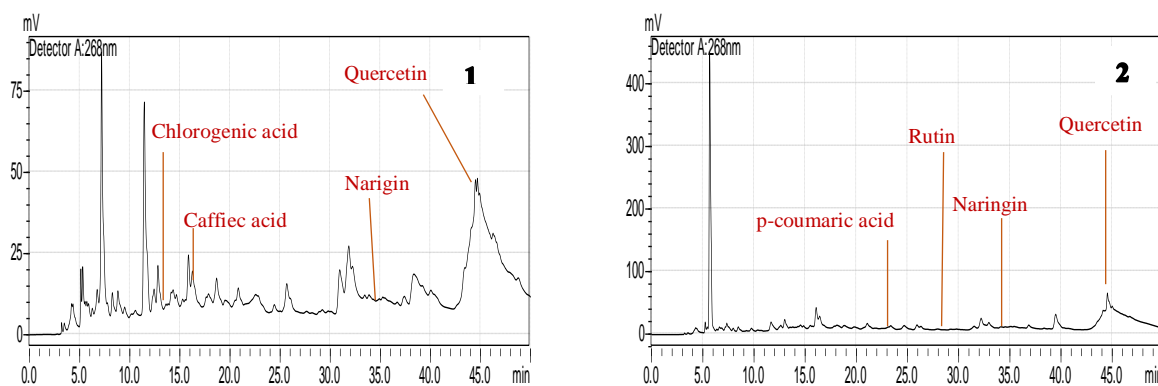 mV
Detector A:268nm
1
Quercetin
Chlorogenic acid
Narigin
Caffiec acid
75
50
25
0
0.0 5.0 10.0 15.0 20.0 25.0 30.0 35.0 40.0 45.0 min
mV
Detector A:268nm
2
Quercetin
Rutin
Naringin
p-coumaric acid
400
300
200
100
0
0.0 5.0 10.0 15.0 20.0 25.0 30.0 35.0 40.0 45.0 min